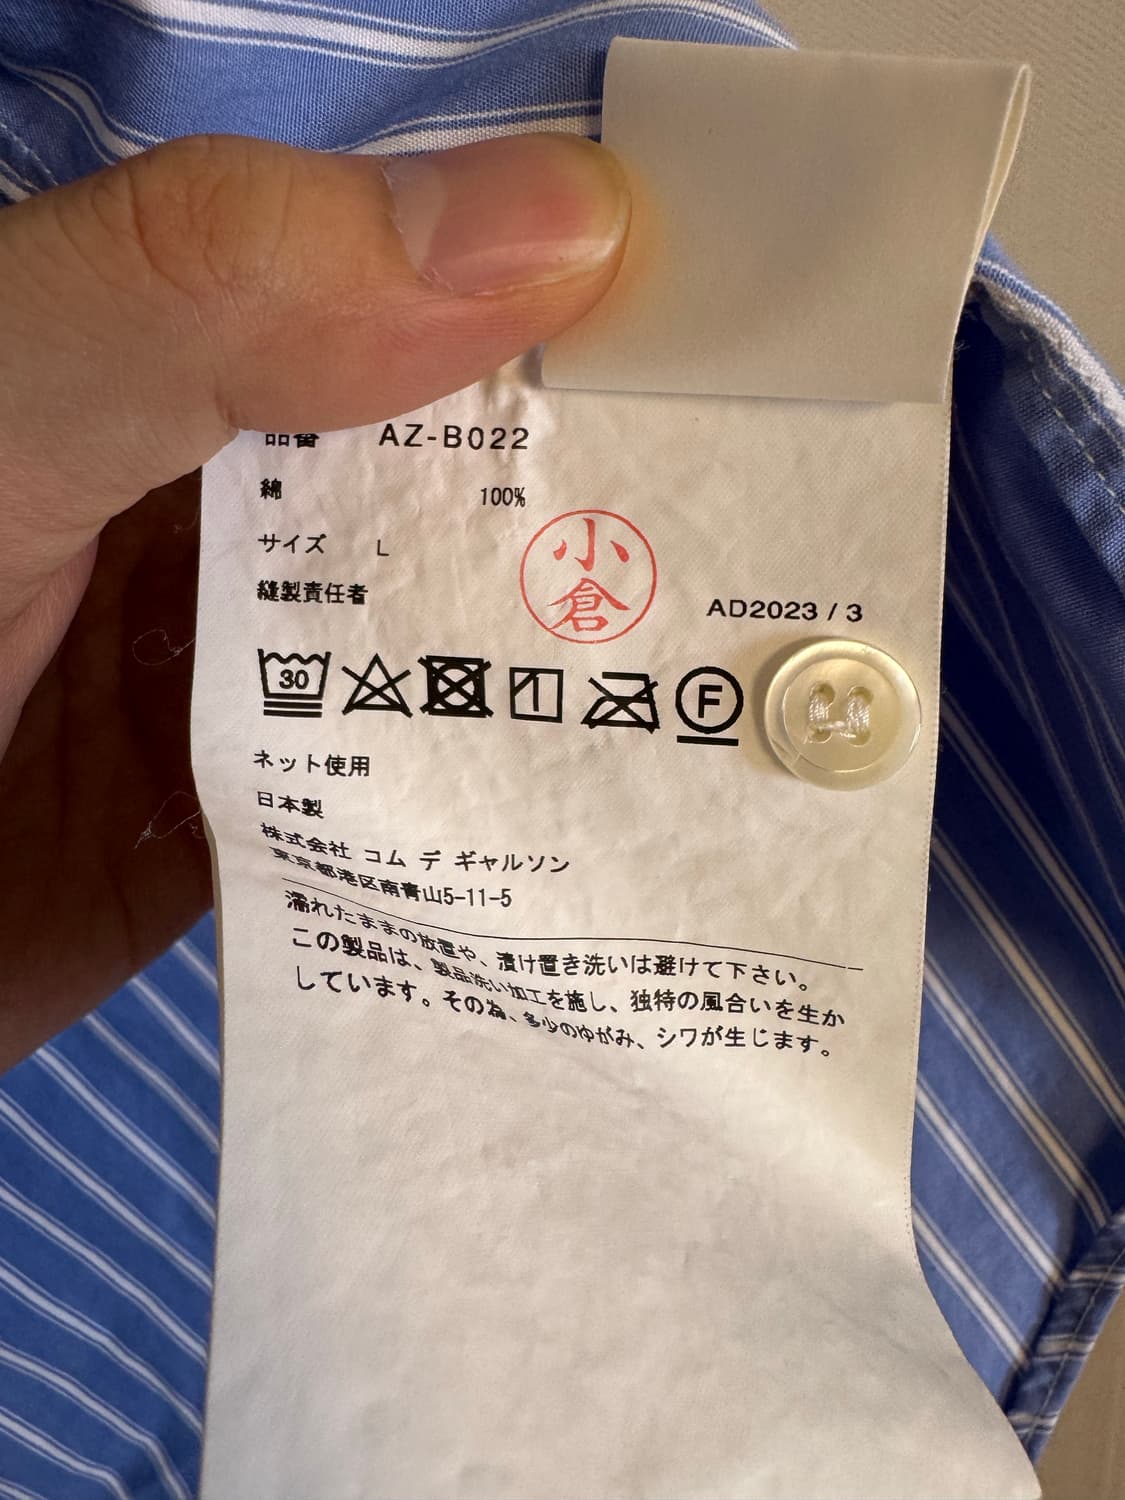 品番 AZ-B022
綿 100%
サイズ L
縫製責任者
小倉
AD2023 / 3
30
F
ネット使用
日本製
株式会社 コム デ ギャルソン
東京都港区南青山5-11-5
濡れたままの放置や、漬け置き洗いは避けて下さい。
この製品は、製品洗い加工を施し、独特の風合いを生か
しています。その為、多少のゆがみ、シワが生じます。